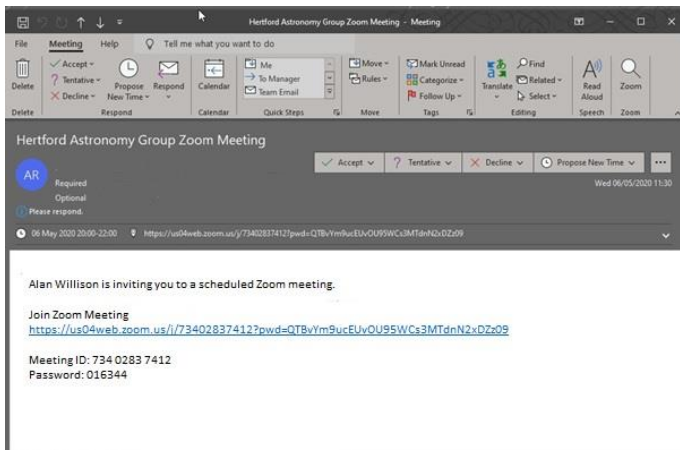 Hertford Astronomy Group Zoom Meeting - Meeting
File Meeting Help Tell me what you want to do
Delete
Accept
Tentative
Decline
Propose New Time
Respond
Calendar
Me
To Manager
Team Email
Move
Rules
Mark Unread
Categorize
Follow Up
Translate
Find
Related
Select
Read Aloud
Zoom
Delete Respond Calendar Quick Steps Move Tags Editing Speech Zoom
Hertford Astronomy Group Zoom Meeting
Accept Tentative Decline Propose New Time ...
AR
Required
Optional
Wed 06/05/2020 11:30
Please respond.
06 May 2020 20:00-22:00 https://us04web.zoom.us/j/73402837412?pwd=QTBvYm9ucEUvOU95WCs3MTdnN2xDZz09
Alan Willison is inviting you to a scheduled Zoom meeting.
Join Zoom Meeting
https://us04web.zoom.us/j/73402837412?pwd=QTBvYm9ucEUvOU95WCs3MTdnN2xDZz09
Meeting ID: 734 0283 7412
Password: 016344